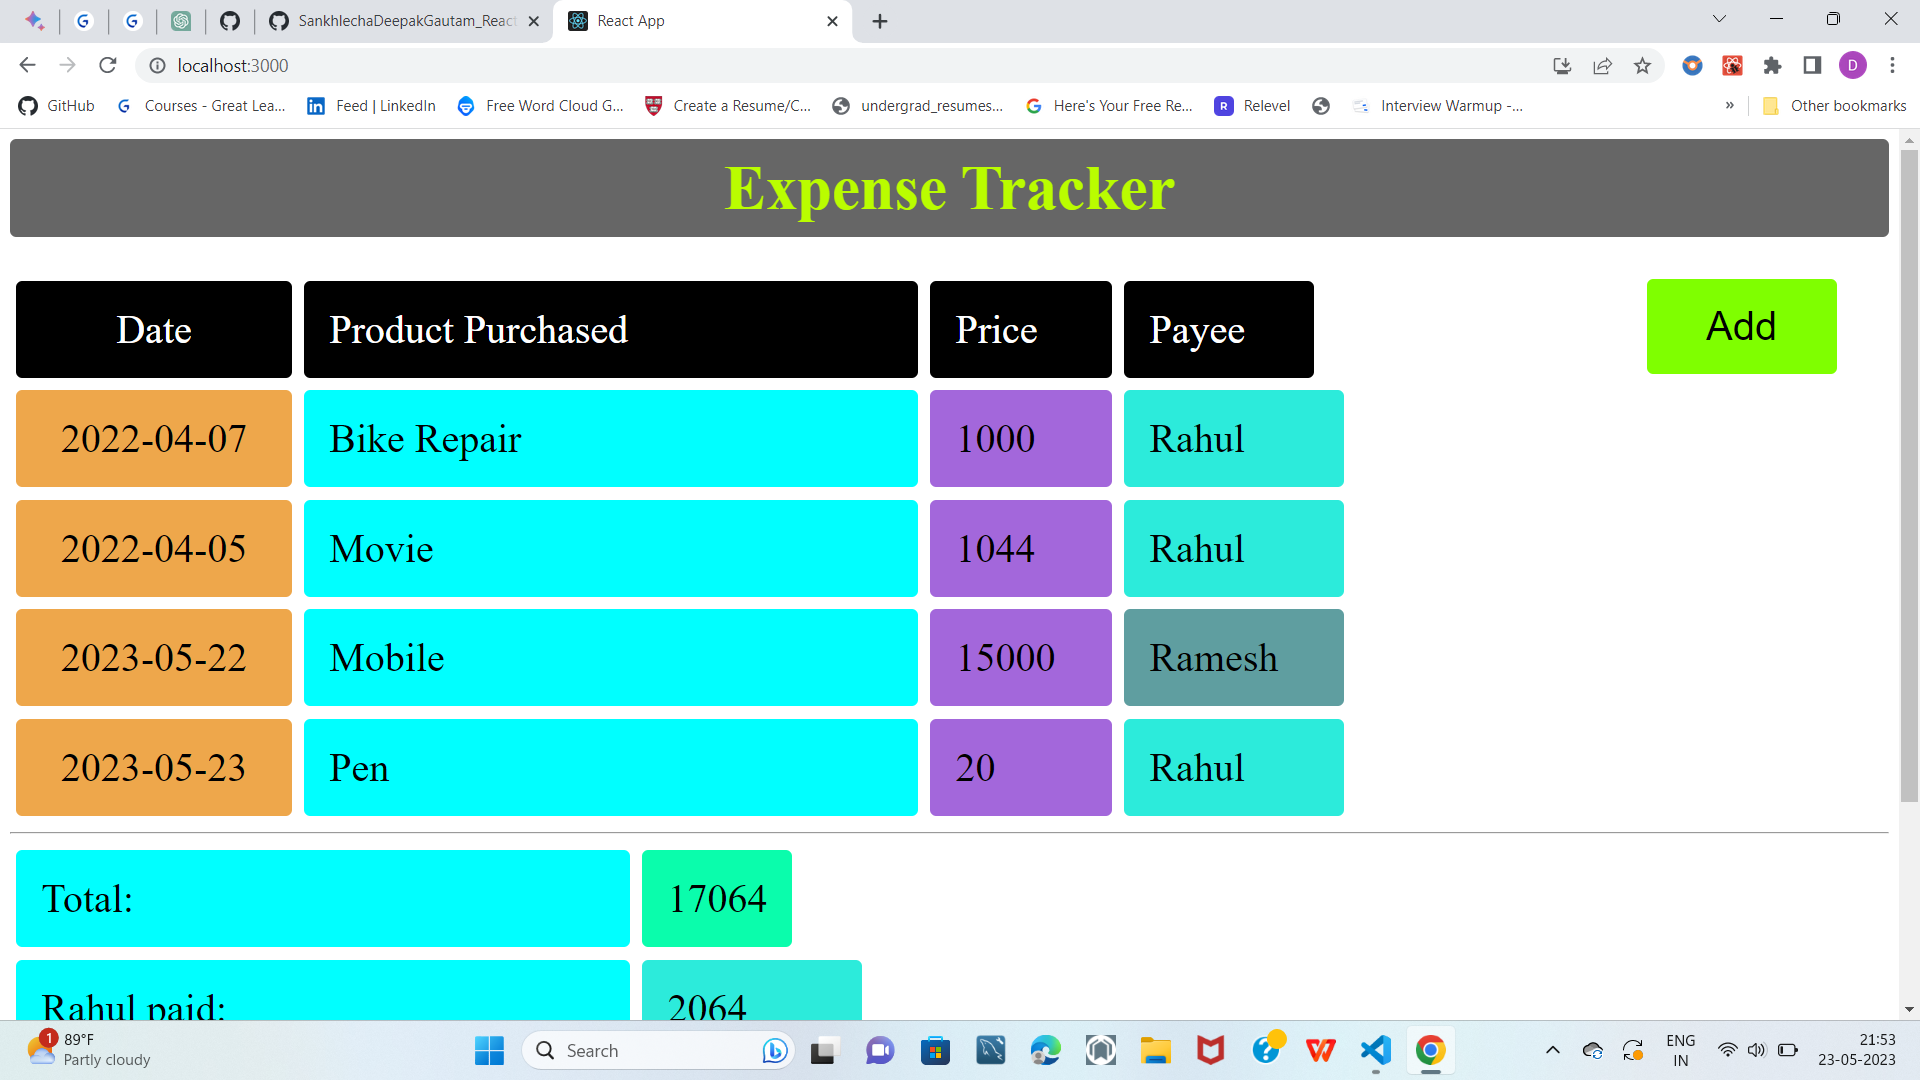 SankhlechaDeepakGautam_React
React App
localhost:3000
D
GitHub
Courses - Great Lea...
Feed | LinkedIn
Free Word Cloud G...
Create a Resume/C...
undergrad_resumes...
Here's Your Free Re...
Relevel
Interview Warmup -...
Other bookmarks
Expense Tracker
Date Product Purchased Price Payee Add
2022-04-07 Bike Repair 1000 Rahul
2022-04-05 Movie 1044 Rahul
2023-05-22 Mobile 15000 Ramesh
2023-05-23 Pen 20 Rahul
Total: 17064
Rahul paid: 2064
1
89°F
Partly cloudy
Search
ENG
IN
21:53
23-05-2023